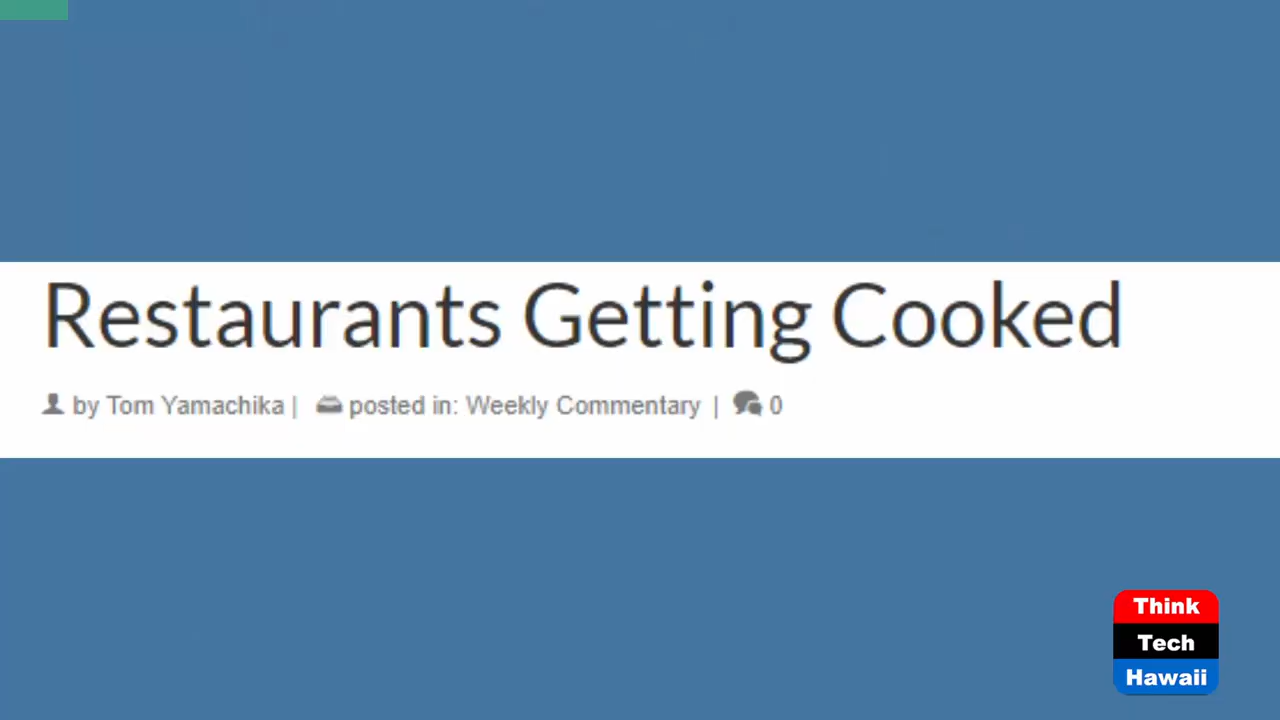 Restaurants Getting Cooked
by Tom Yamachika | posted in: Weekly Commentary | 0
Think
Tech
Hawaii